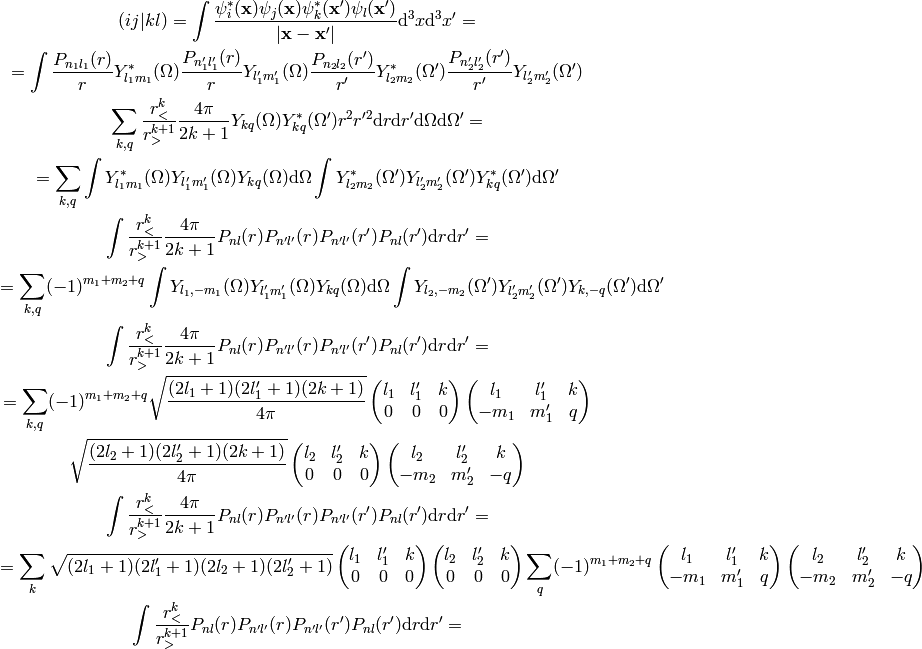 $(ij|kl) = \int \frac{\psi_i^*(\mathbf{x})\psi_j(\mathbf{x})\psi_k^*(\mathbf{x}')\psi_l(\mathbf{x}')}{|\mathbf{x}-\mathbf{x}'|} \mathrm{d}^3x \mathrm{d}^3x' =$
$= \int \frac{P_{n_1l_1}(r)}{r} Y^*_{l_1m_1}(\Omega) \frac{P_{n_1'l_1'}(r)}{r} Y_{l_1'm_1'}(\Omega) \frac{P_{n_2l_2}(r')}{r'} Y^*_{l_2m_2}(\Omega') \frac{P_{n_2'l_2'}(r')}{r'} Y_{l_2'm_2'}(\Omega')$
$\sum_{k,q} \frac{r_<^k}{r_>^{k+1}} \frac{4\pi}{2k+1} Y_{kq}(\Omega) Y^*_{kq}(\Omega') r^2 r'^2 \mathrm{d}r \mathrm{d}r' \mathrm{d}\Omega \mathrm{d}\Omega' =$
$= \sum_{k,q} \int Y^*_{l_1m_1}(\Omega) Y_{l_1'm_1'}(\Omega) Y_{kq}(\Omega) \mathrm{d}\Omega \int Y^*_{l_2m_2}(\Omega') Y_{l_2'm_2'}(\Omega') Y^*_{kq}(\Omega') \mathrm{d}\Omega'$
$\int \frac{r_<^k}{r_>^{k+1}} \frac{4\pi}{2k+1} P_{nl}(r) P_{n'l'}(r) P_{n'l'}(r') P_{nl}(r') \mathrm{d}r \mathrm{d}r' =$
$= \sum_{k,q} (-1)^{m_1+m_2+q} \int Y_{l_1,-m_1}(\Omega) Y_{l_1'm_1'}(\Omega) Y_{kq}(\Omega) \mathrm{d}\Omega \int Y_{l_2,-m_2}(\Omega') Y_{l_2'm_2'}(\Omega') Y_{k,-q}(\Omega') \mathrm{d}\Omega'$
$\int \frac{r_<^k}{r_>^{k+1}} \frac{4\pi}{2k+1} P_{nl}(r) P_{n'l'}(r) P_{n'l'}(r') P_{nl}(r') \mathrm{d}r \mathrm{d}r' =$
$= \sum_{k,q} (-1)^{m_1+m_2+q} \sqrt{\frac{(2l_1+1)(2l_1'+1)(2k+1)}{4\pi}} \begin{pmatrix} l_1 & l_1' & k \\ 0 & 0 & 0 \end{pmatrix} \begin{pmatrix} l_1 & l_1' & k \\ -m_1 & m_1' & q \end{pmatrix}$
$\sqrt{\frac{(2l_2+1)(2l_2'+1)(2k+1)}{4\pi}} \begin{pmatrix} l_2 & l_2' & k \\ 0 & 0 & 0 \end{pmatrix} \begin{pmatrix} l_2 & l_2' & k \\ -m_2 & m_2' & -q \end{pmatrix}$
$\int \frac{r_<^k}{r_>^{k+1}} \frac{4\pi}{2k+1} P_{nl}(r) P_{n'l'}(r) P_{n'l'}(r') P_{nl}(r') \mathrm{d}r \mathrm{d}r' =$
$= \sum_k \sqrt{(2l_1+1)(2l_1'+1)(2l_2+1)(2l_2'+1)} \begin{pmatrix} l_1 & l_1' & k \\ 0 & 0 & 0 \end{pmatrix} \begin{pmatrix} l_2 & l_2' & k \\ 0 & 0 & 0 \end{pmatrix} \sum_q (-1)^{m_1+m_2+q} \begin{pmatrix} l_1 & l_1' & k \\ -m_1 & m_1' & q \end{pmatrix} \begin{pmatrix} l_2 & l_2' & k \\ -m_2 & m_2' & -q \end{pmatrix}$
$\int \frac{r_<^k}{r_>^{k+1}} P_{nl}(r) P_{n'l'}(r) P_{n'l'}(r') P_{nl}(r') \mathrm{d}r \mathrm{d}r' =$